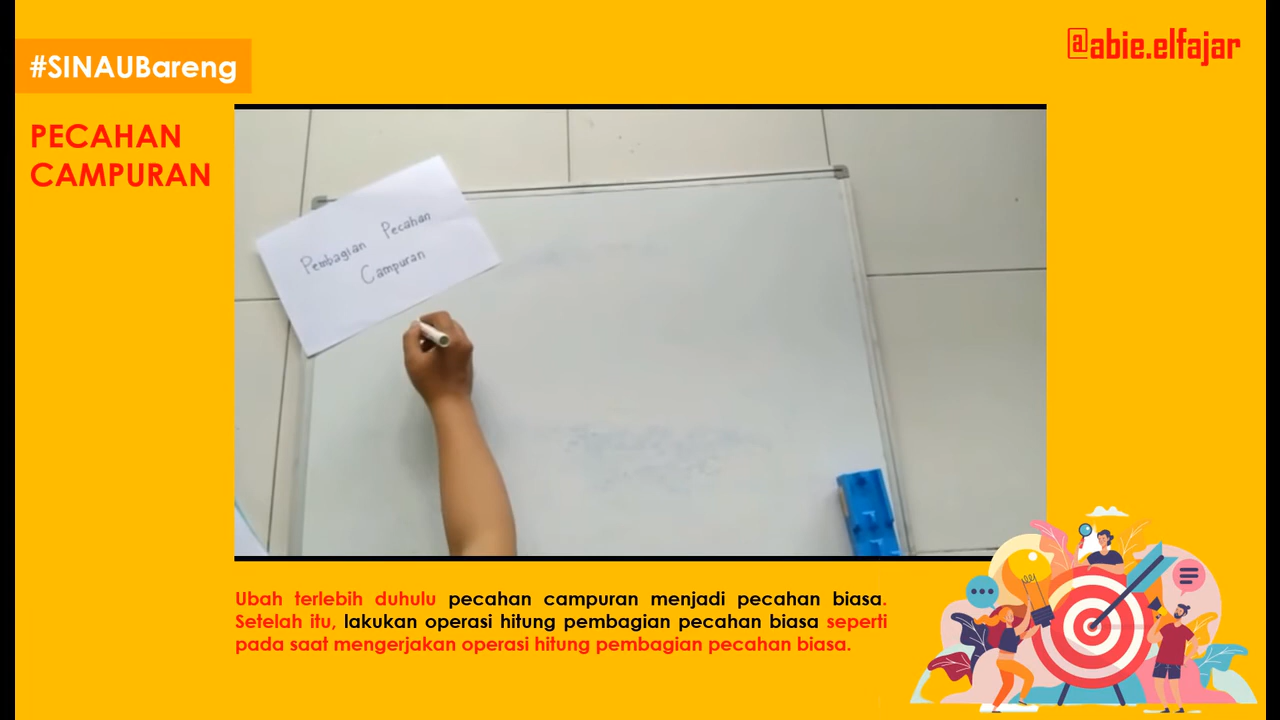 #SINAUBareng
@abie.elfajar
PECAHAN
CAMPURAN
Pembagian Pecahan
Campuran
Ubah terlebih duhulu pecahan campuran menjadi pecahan biasa.
Setelah itu, lakukan operasi hitung pembagian pecahan biasa seperti
pada saat mengerjakan operasi hitung pembagian pecahan biasa.